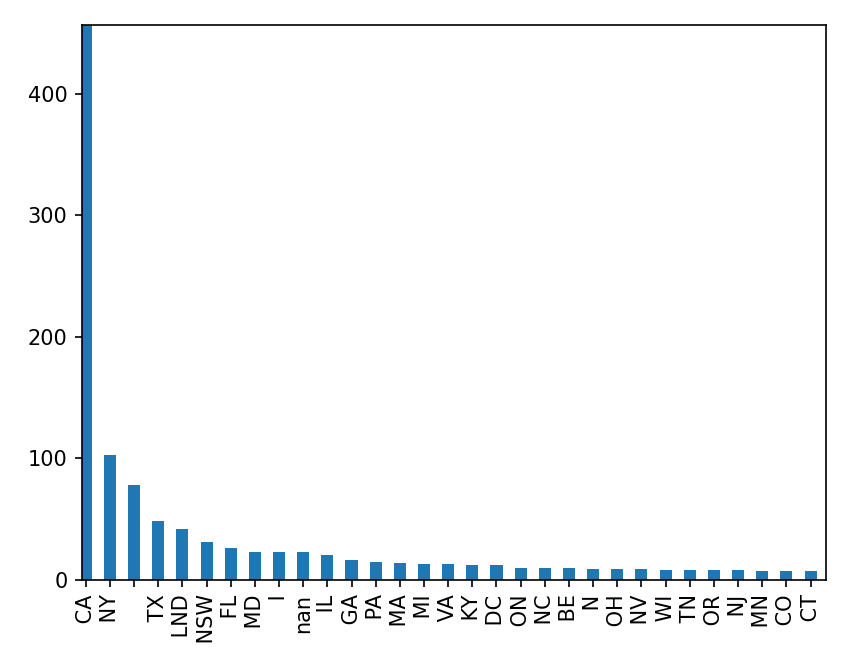 400
300
200
100
0
CA
NY
TX
LND
NSW
FL
MD
I
nan
IL
GA
PA
MA
MI
VA
KY
DC
ON
NC
BE
N
OH
NV
WI
TN
OR
NJ
MN
CO
CT